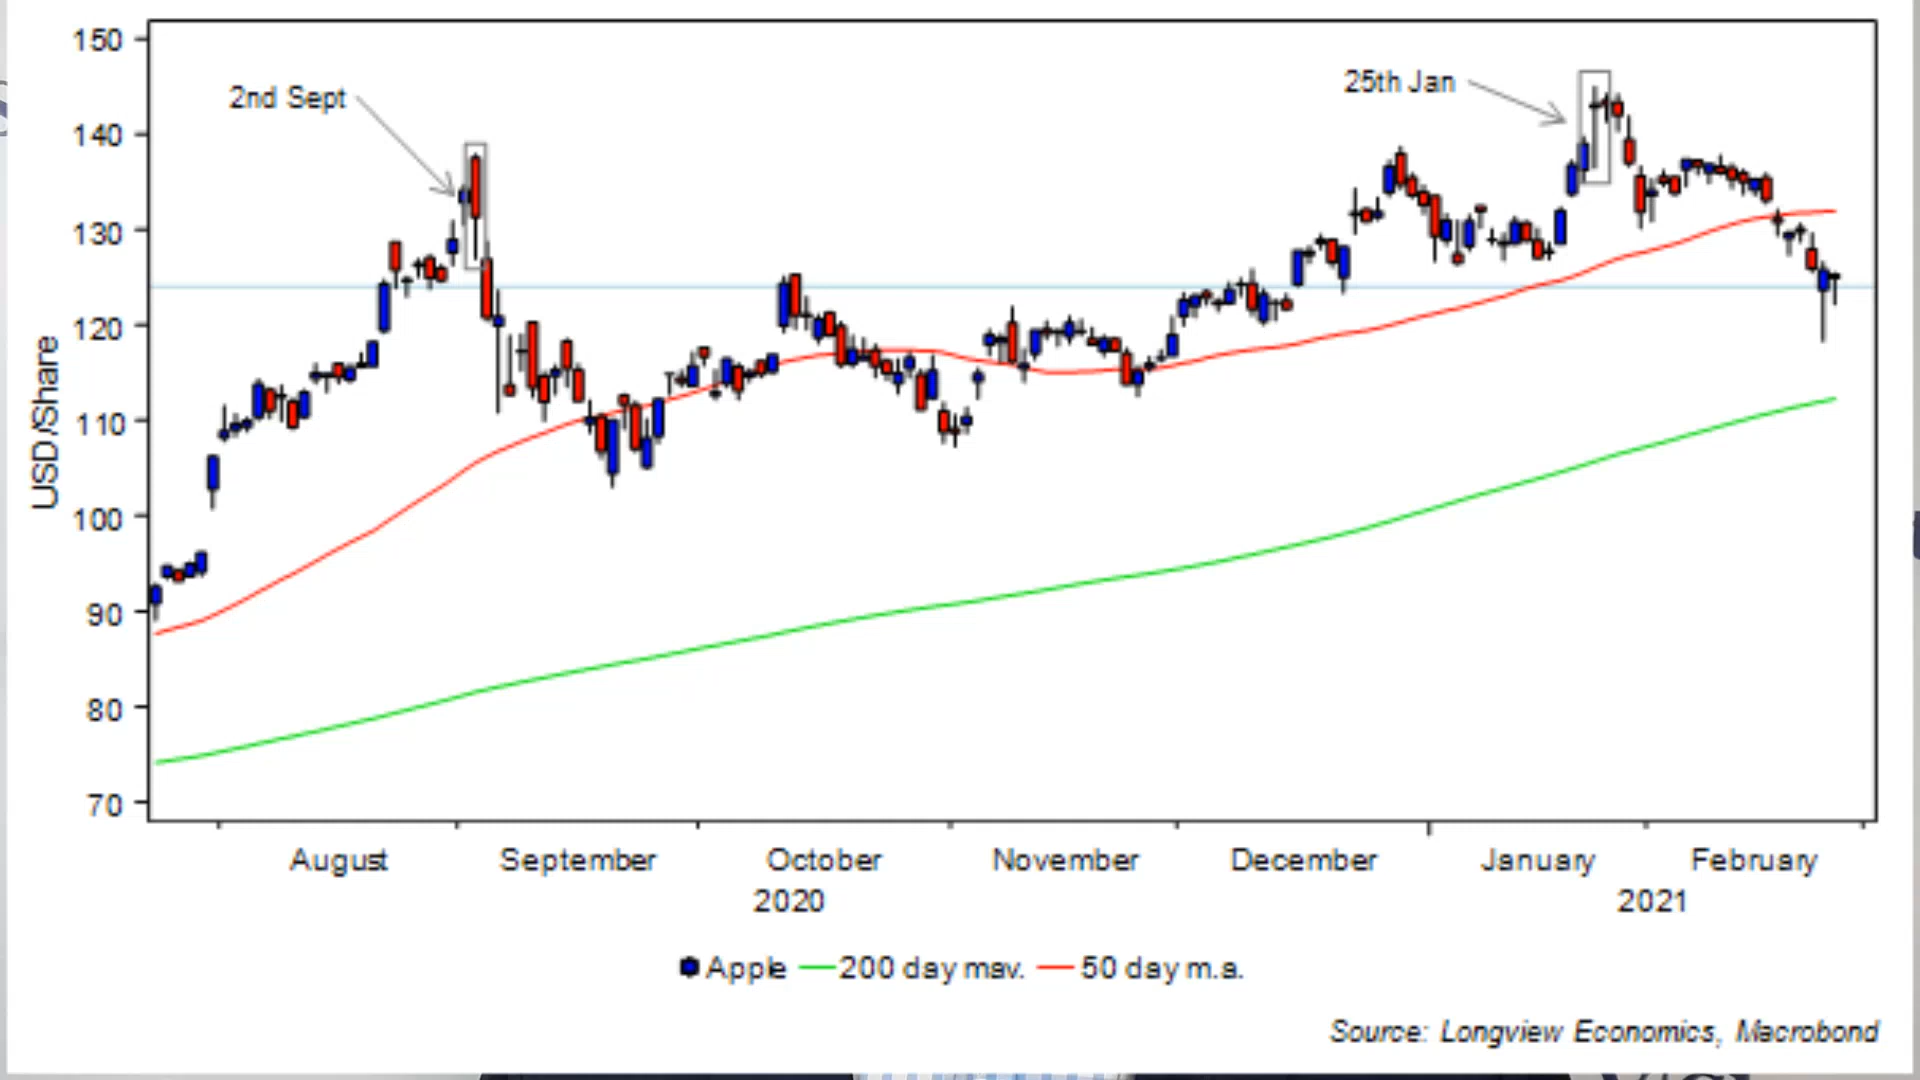 150
140
130
120
110
100
90
80
70
USD/Share
2nd Sept
25th Jan
August September October November December January February
2020 2021
Apple 200 day mav. 50 day m.a.
Source: Longview Economics, Macrobond